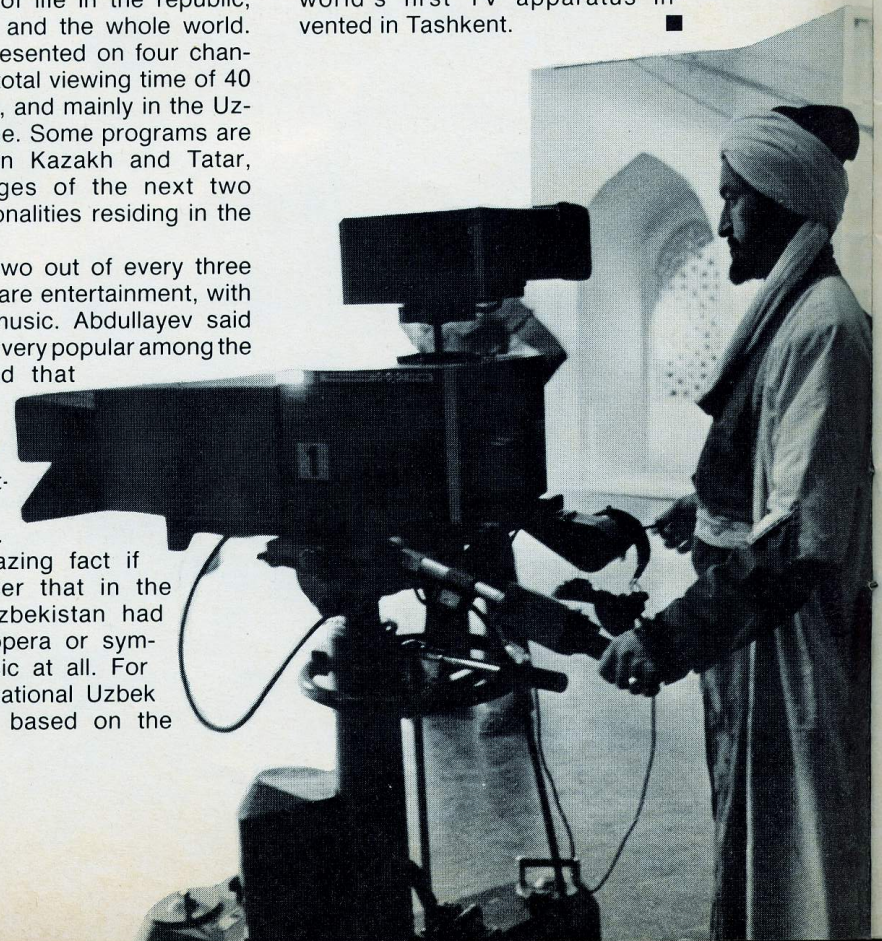 of life in the republic,
and the whole world.
esented on four chan-
total viewing time of 40
, and mainly in the Uz-
e. Some programs are
n Kazakh and Tatar,
ges of the next two
onalities residing in the
wo out of every three
are entertainment, with
music. Abdullayev said
very popular among the
d that
t-
azing fact if
er that in the
zbekistan had
opera or sym-
ic at all. For
ational Uzbek
based on the
world's first TV apparatus in
vented in Tashkent.
1